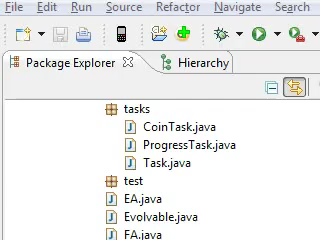 File Edit Run Source Refactor Navigate Search
Package Explorer Hierarchy
tasks
CoinTask.java
ProgressTask.java
Task.java
test
EA.java
Evolvable.java
FA.java